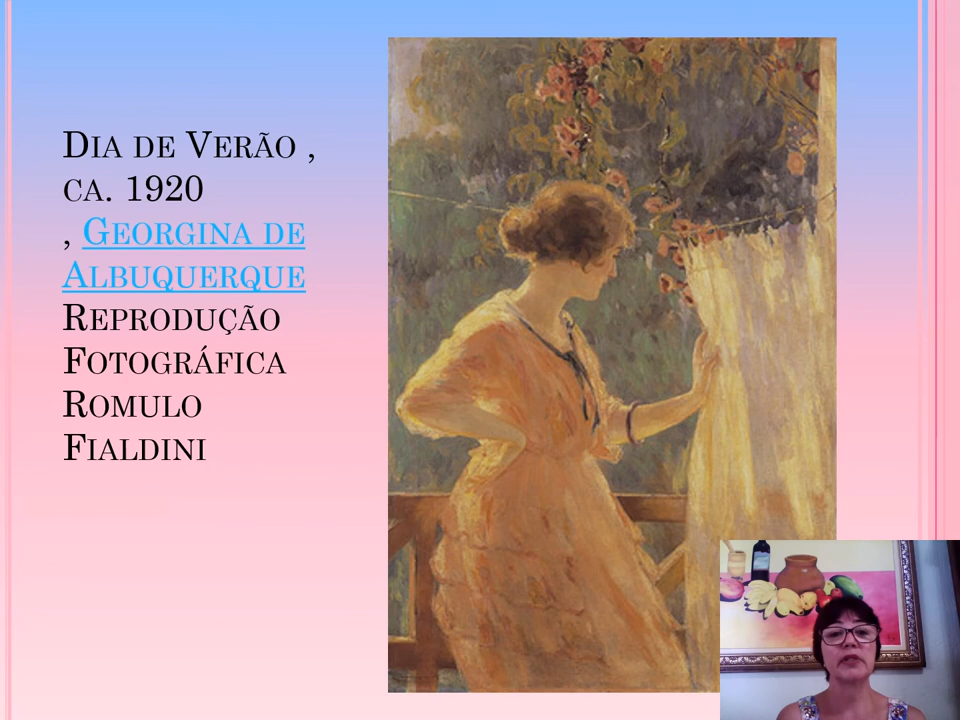 Dia de Verão ,
ca. 1920
, Georgina de
Albuquerque
Reprodução
Fotográfica
Romulo
Fialdini